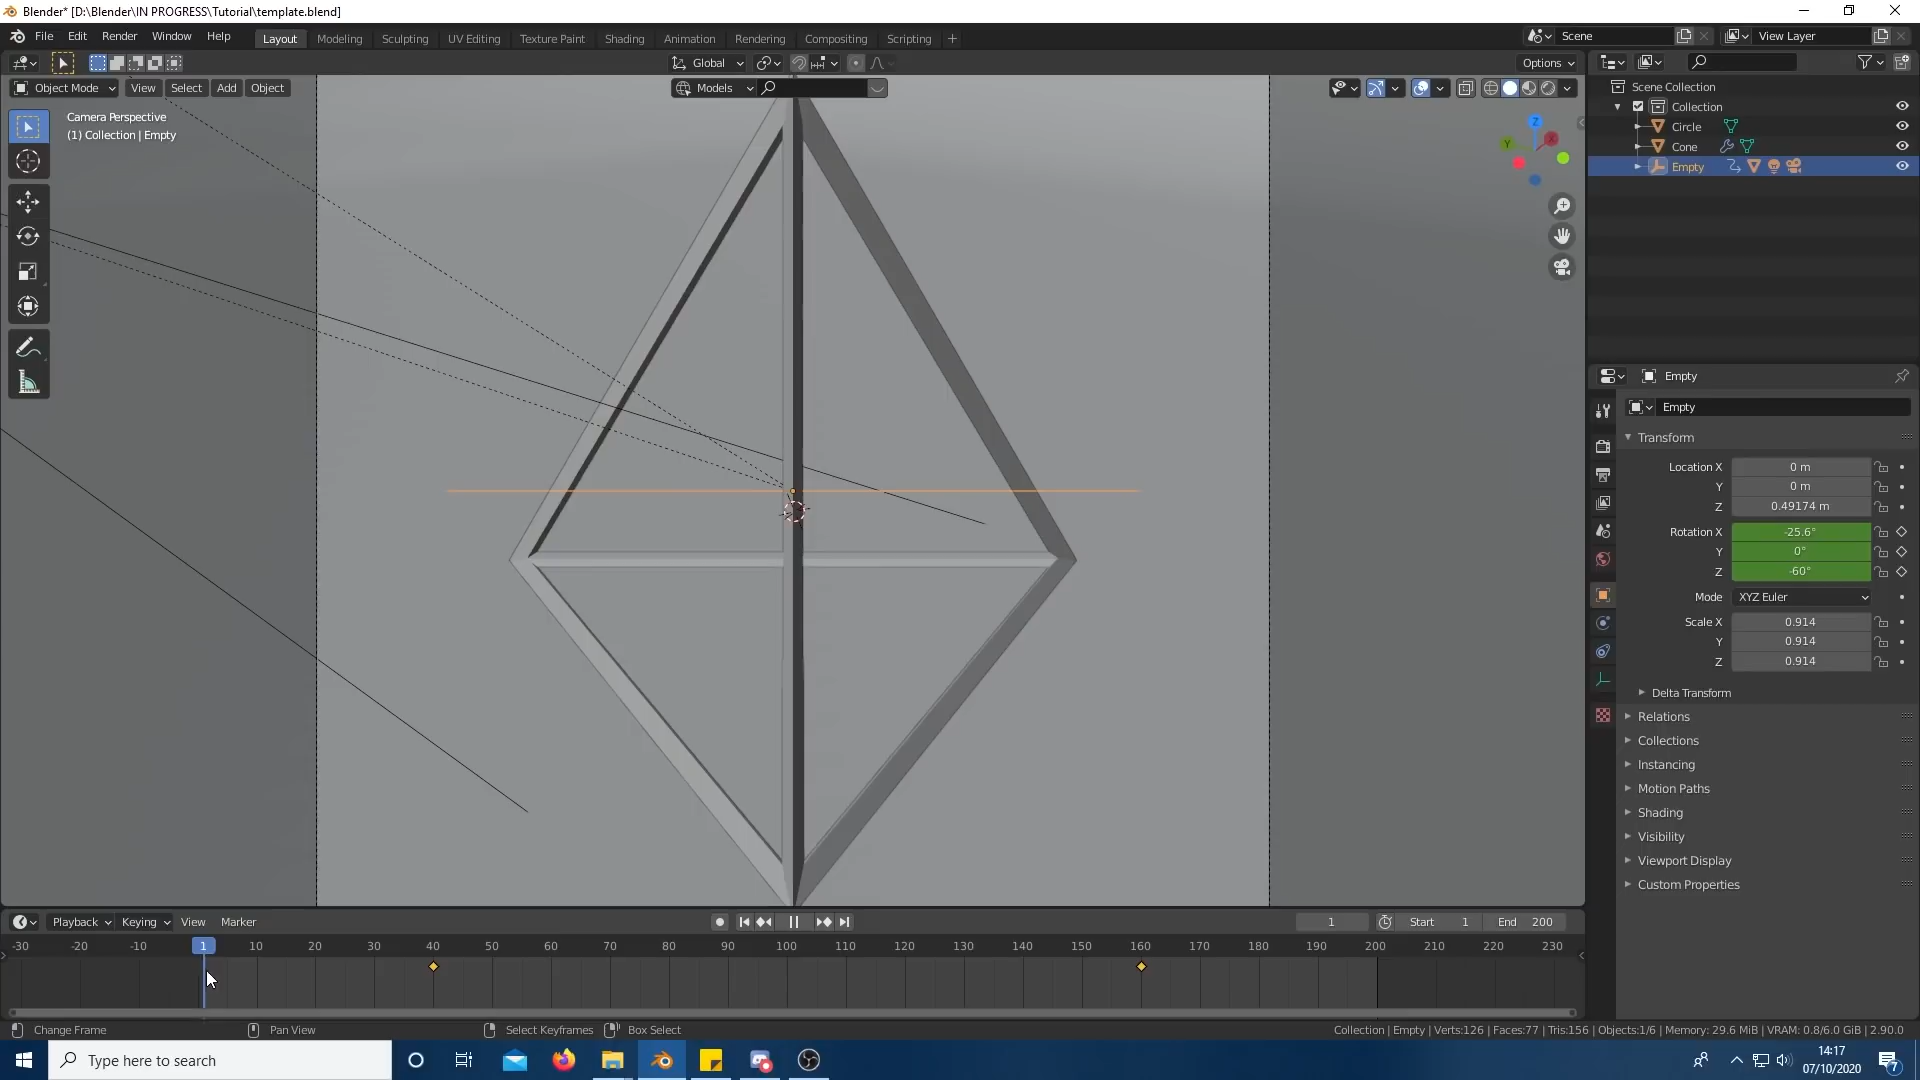 Blender* [D:\Blender\IN PROGRESS\Tutorial\template.blend]
File Edit Render Window Help
Layout Modeling Sculpting UV Editing Texture Paint Shading Animation Rendering Compositing Scripting +
Scene
View Layer
Global
Options
Object Mode View Select Add Object
Models
Camera Perspective
(1) Collection | Empty
Z
X
Y
Scene Collection
Collection
Circle
Cone
Empty
Empty
Empty
Transform
Location X 0 m
Y 0 m
Z 0.49174 m
Rotation X -25.6°
Y 0°
Z -60°
Mode XYZ Euler
Scale X 0.914
Y 0.914
Z 0.914
Delta Transform
Relations
Collections
Instancing
Motion Paths
Shading
Visibility
Viewport Display
Custom Properties
Playback Keying View Marker
1 Start 1 End 200
-30 -20 -10 1 10 20 30 40 50 60 70 80 90 100 110 120 130 140 150 160 170 180 190 200 210 220 230
Change Frame Pan View Select Keyframes Box Select
Collection | Empty | Verts:126 | Faces:77 | Tris:156 | Objects:1/6 | Memory: 29.6 MiB | VRAM: 0.8/6.0 GiB | 2.90.0
Type here to search
14:17
07/10/2020
7